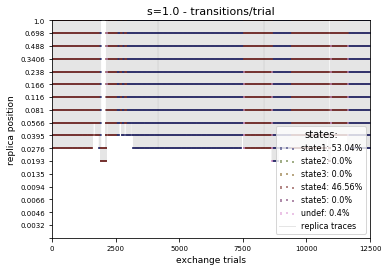 s=1.0 - transitions/trial
1.0
0.698
0.488
0.3406
0.238
0.166
0.116
0.081
0.0566
0.0395
0.0276
0.0193
0.0135
0.0094
0.0066
0.0046
0.0032
replica position
states:
state1: 53.04%
state2: 0.0%
state3: 0.0%
state4: 46.56%
state5: 0.0%
undef: 0.4%
replica traces
0 2500 5000 7500 10000 12500
exchange trials